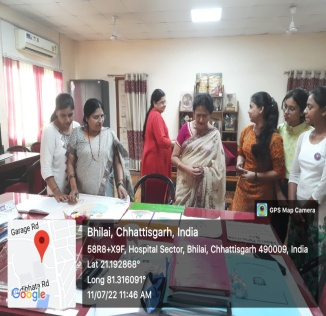 GPS Map Camera
Garage Rd
Google
Bhilai, Chhattisgarh, India
58R8+X9F, Hospital Sector, Bhilai, Chhattisgarh 490009, India
Lat 21.192868°
Long 81.316091°
11/07/22 11:46 AM